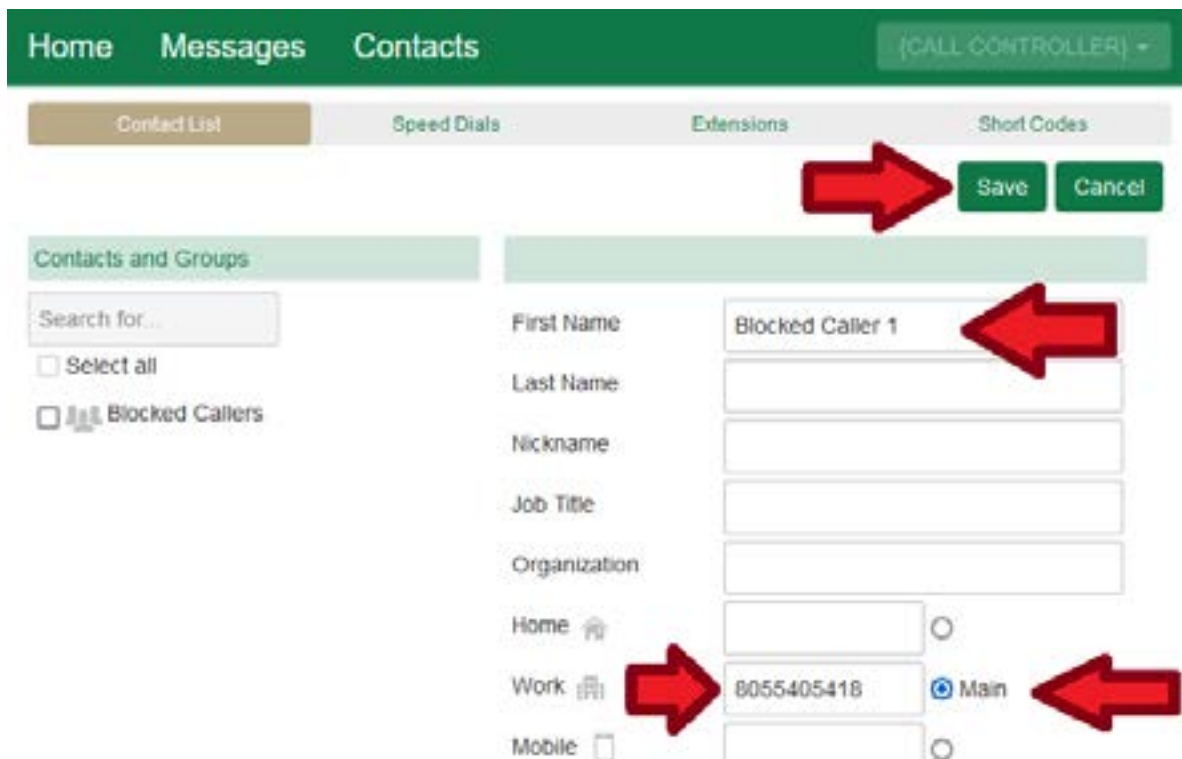 Home Messages Contacts [CALL CONTROLLER]
Contact List Speed Dials Extensions Short Codes
Save Cancel
Contacts and Groups
Search for...
Select all
Blocked Callers
First Name Blocked Caller 1
Last Name
Nickname
Job Title
Organization
Home
Work 8055405418 Main
Mobile